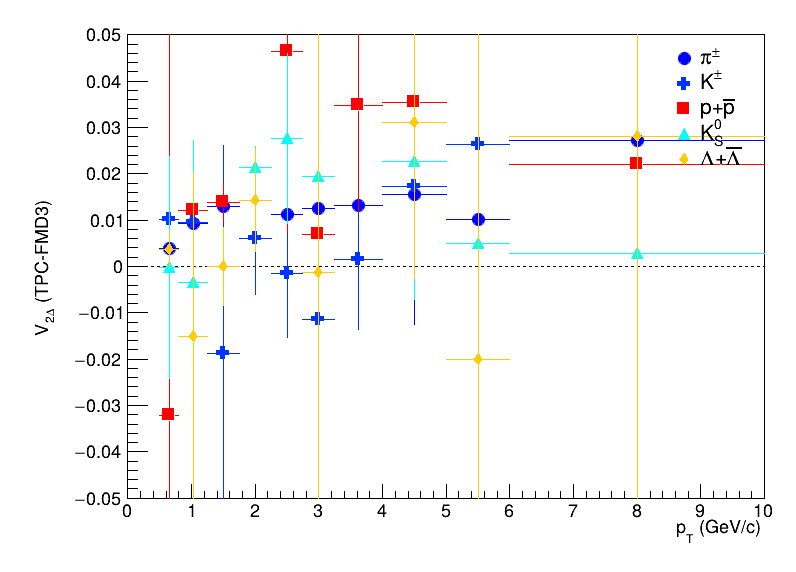 0.05
0.04
0.03
0.02
0.01
0
−0.01
−0.02
−0.03
−0.04
−0.05
0 1 2 3 4 5 6 7 8 9 10
V2Δ (TPC-FMD3)
pT (GeV/c)
π±
K±
p+p̅
K0S
Λ+Λ̅